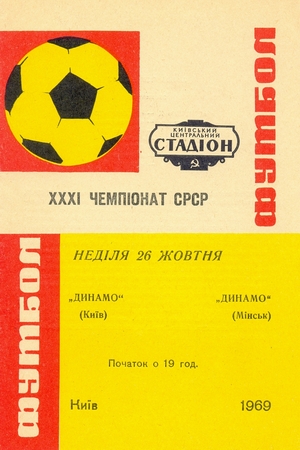 ФУТБОЛ
КИЇВСЬКИЙ
ЦЕНТРАЛЬНИЙ
СТАДІОН
XXXI ЧЕМПІОНАТ СРСР
ФУТБОЛ
НЕДІЛЯ 26 ЖОВТНЯ
„ДИНАМО“ „ДИНАМО“
(Київ) (Мінськ)
Початок о 19 год.
Київ 1969